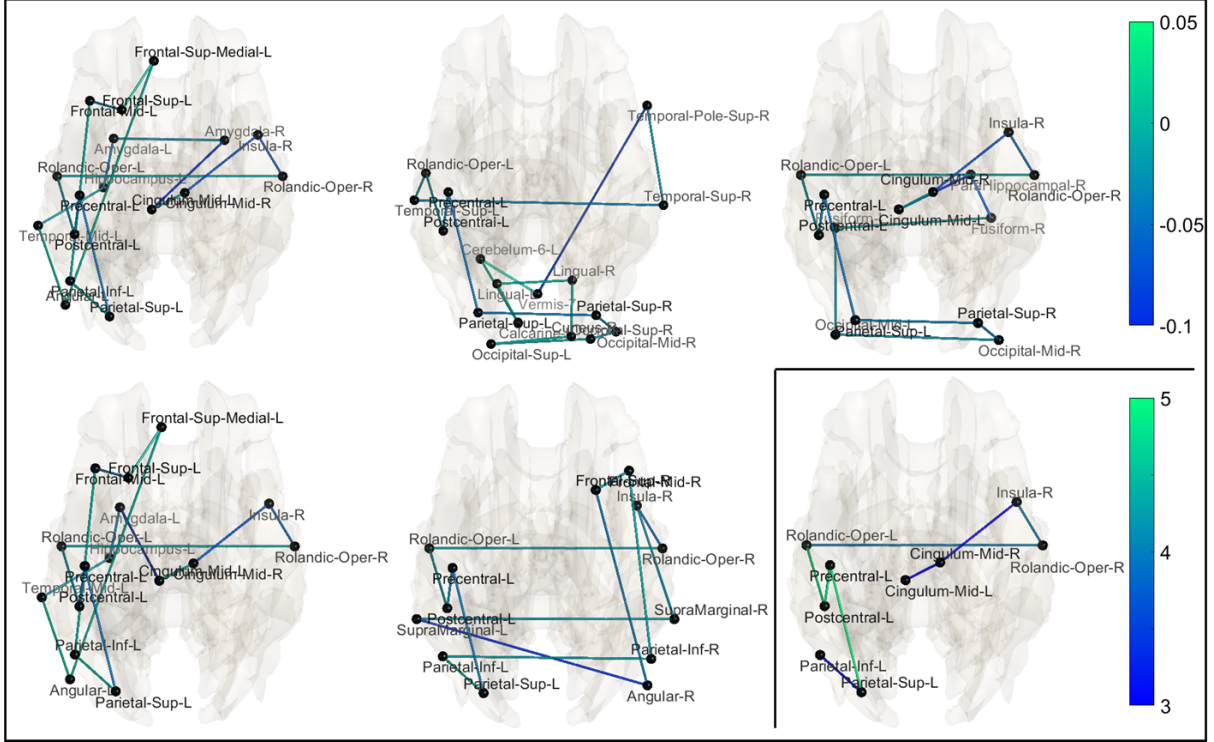 Frontal-Sup-Medial-L
Frontal-Sup-L
Frontal-Mid-L
Amygdala-R
Amygdala-L
Insula-R
Rolandic-Oper-L
Hippocampus-L
Rolandic-Oper-R
Precentral-L
Cingulum-Mid-L
Cingulum-Mid-R
Temporal-Mid-L
Postcentral-L
Parietal-Inf-L
Parietal-Sup-L
Temporal-Pole-Sup-R
Rolandic-Oper-L
Precentral-L
Temporal-Sup-L
Temporal-Sup-R
Postcentral-L
Cerebelum-6-L
Lingual-R
Lingual-L
Parietal-Sup-R
Parietal-Sup-L
Occipital-Sup-R
Occipital-Mid-R
Occipital-Sup-L
Insula-R
Rolandic-Oper-L
Cingulum-Mid-R
ParaHippocampal-R
Rolandic-Oper-R
Precentral-L
Cingulum-Mid-L
Postcentral-L
Fusiform-R
Parietal-Sup-R
Occipital-Mid-L
Parietal-Sup-L
Occipital-Mid-R
0.05
0
-0.05
-0.1
Frontal-Sup-Medial-L
Frontal-Sup-L
Frontal-Mid-L
Amygdala-L
Insula-R
Rolandic-Oper-L
Hippocampus-L
Rolandic-Oper-R
Precentral-L
Cingulum-Mid-L
Cingulum-Mid-R
Temporal-Mid-L
Postcentral-L
Parietal-Inf-L
Angular-L
Parietal-Sup-L
Frontal-Sup-R
Frontal-Mid-R
Insula-R
Rolandic-Oper-L
Rolandic-Oper-R
Precentral-L
SupraMarginal-R
Postcentral-L
SupraMarginal-L
Parietal-Inf-R
Parietal-Inf-L
Parietal-Sup-L
Angular-R
Insula-R
Rolandic-Oper-L
Cingulum-Mid-R
Rolandic-Oper-R
Precentral-L
Cingulum-Mid-L
Postcentral-L
Parietal-Inf-L
Parietal-Sup-L
5
4
3